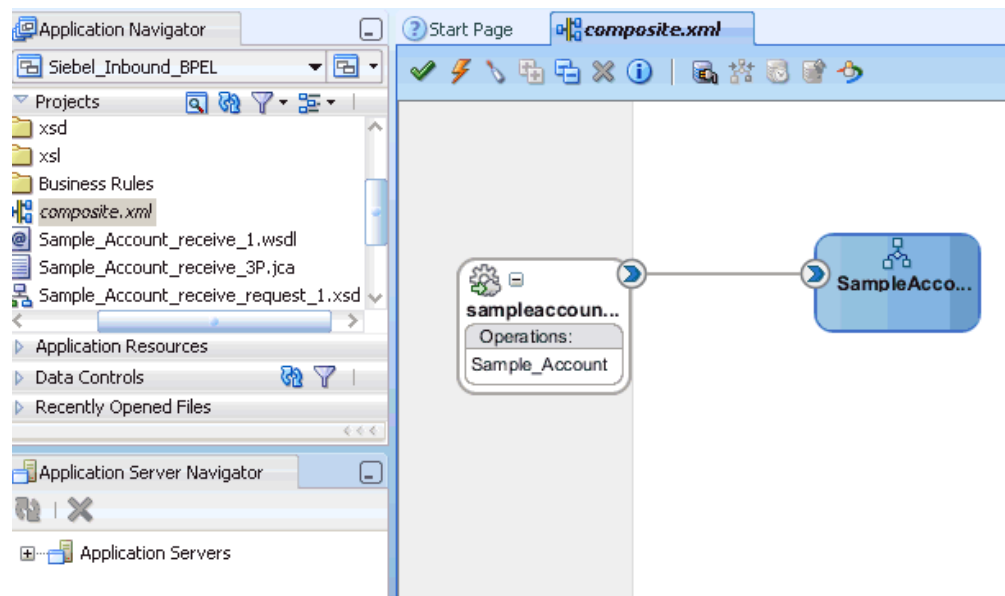 Application Navigator
Siebel_Inbound_BPEL
Projects
xsd
xsl
Business Rules
composite.xml
Sample_Account_receive_1.wsdl
Sample_Account_receive_3P.jca
Sample_Account_receive_request_1.xsd
Application Resources
Data Controls
Recently Opened Files
Application Server Navigator
Application Servers
Start Page
composite.xml
sampleaccoun...
Operations:
Sample_Account
SampleAcco...